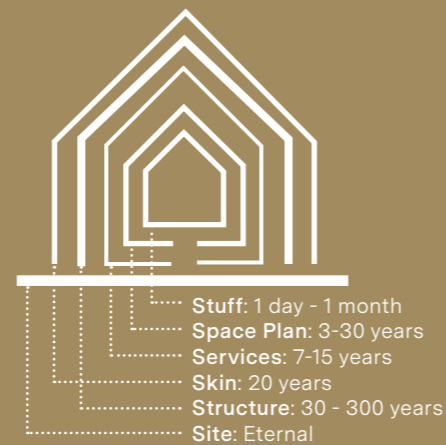 Stuff: 1 day - 1 month
Space Plan: 3-30 years
Services: 7-15 years
Skin: 20 years
Structure: 30 - 300 years
Site: Eternal